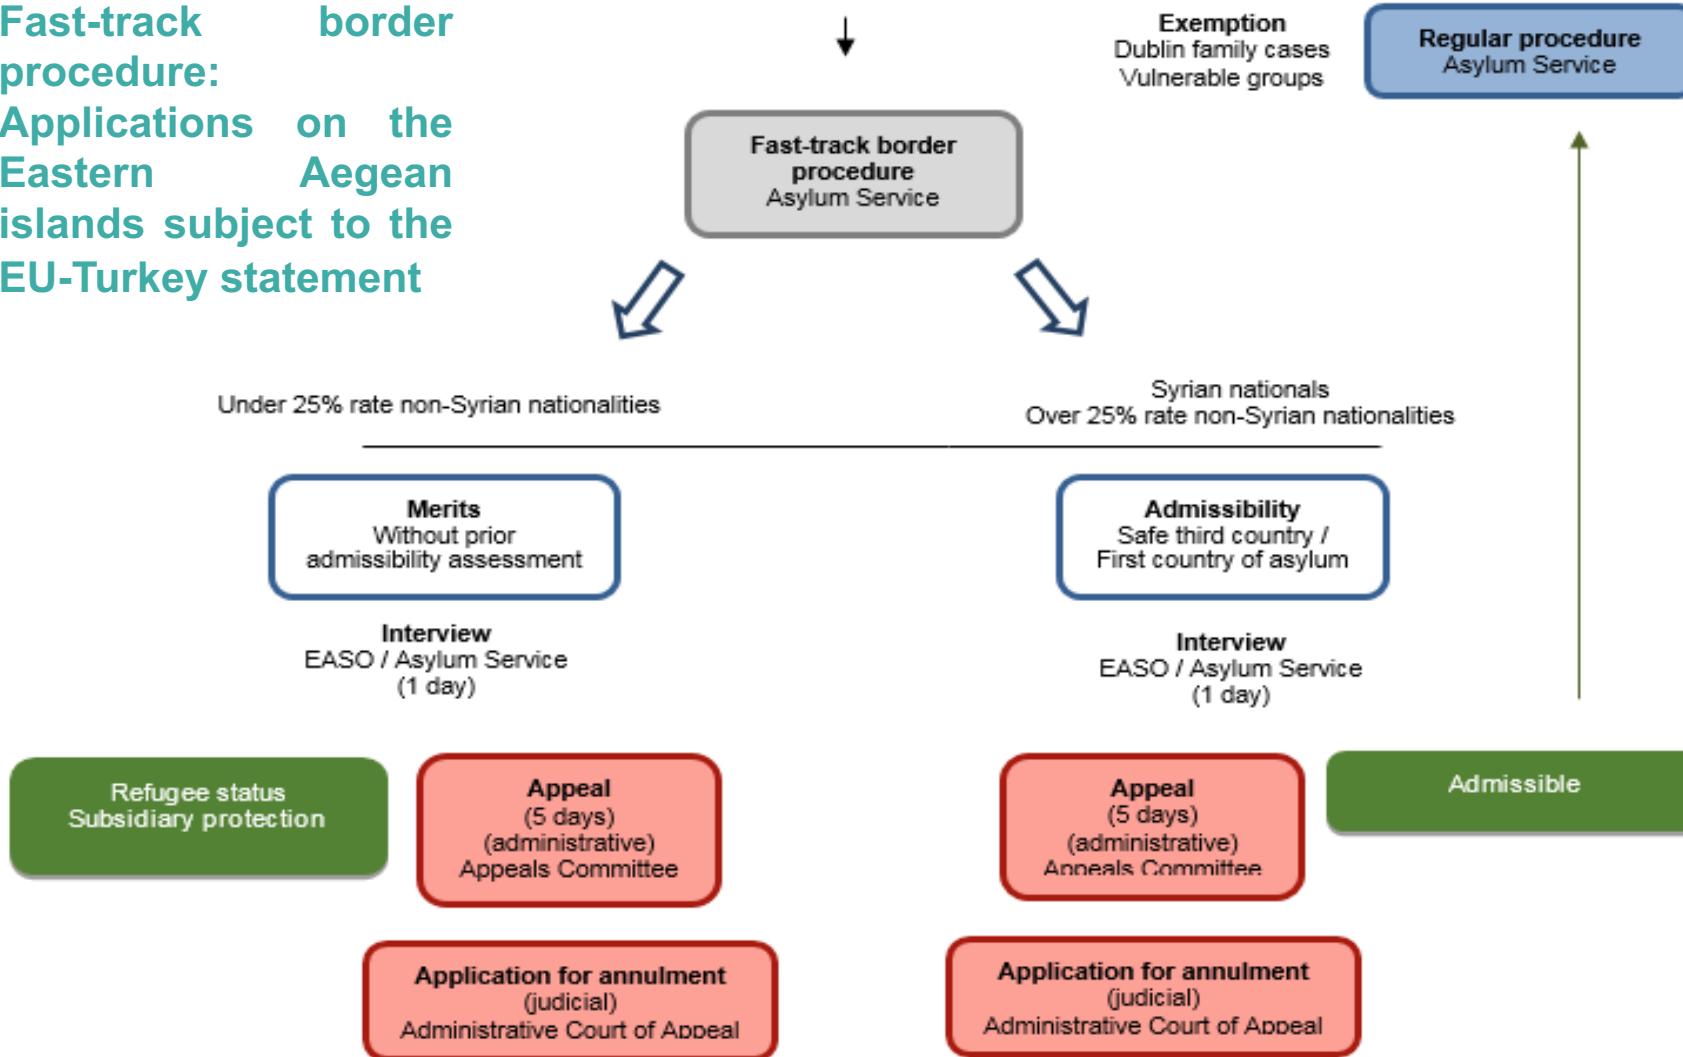 Fast-track border
procedure:
Applications on the
Eastern Aegean
islands subject to the
EU-Turkey statement
Exemption
Dublin family cases
Vulnerable groups
Regular procedure
Asylum Service
Fast-track border
procedure
Asylum Service
Under 25% rate non-Syrian nationalities
Syrian nationals
Over 25% rate non-Syrian nationalities
Merits
Without prior
admissibility assessment
Admissibility
Safe third country /
First country of asylum
Interview
EASO / Asylum Service
(1 day)
Interview
EASO / Asylum Service
(1 day)
Refugee status
Subsidiary protection
Appeal
(5 days)
(administrative)
Appeals Committee
Appeal
(5 days)
(administrative)
Appeals Committee
Admissible
Application for annulment
(judicial)
Administrative Court of Appeal
Application for annulment
(judicial)
Administrative Court of Appeal